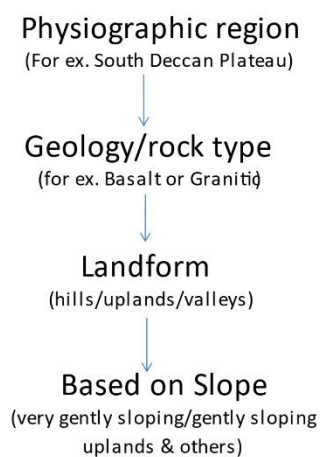 Physiographic region
(For ex. South Deccan Plateau)
Geology/rock type
(for ex. Basalt or Granitic)
Landform
(hills/uplands/valleys)
Based on Slope
(very gently sloping/gently sloping
uplands & others)